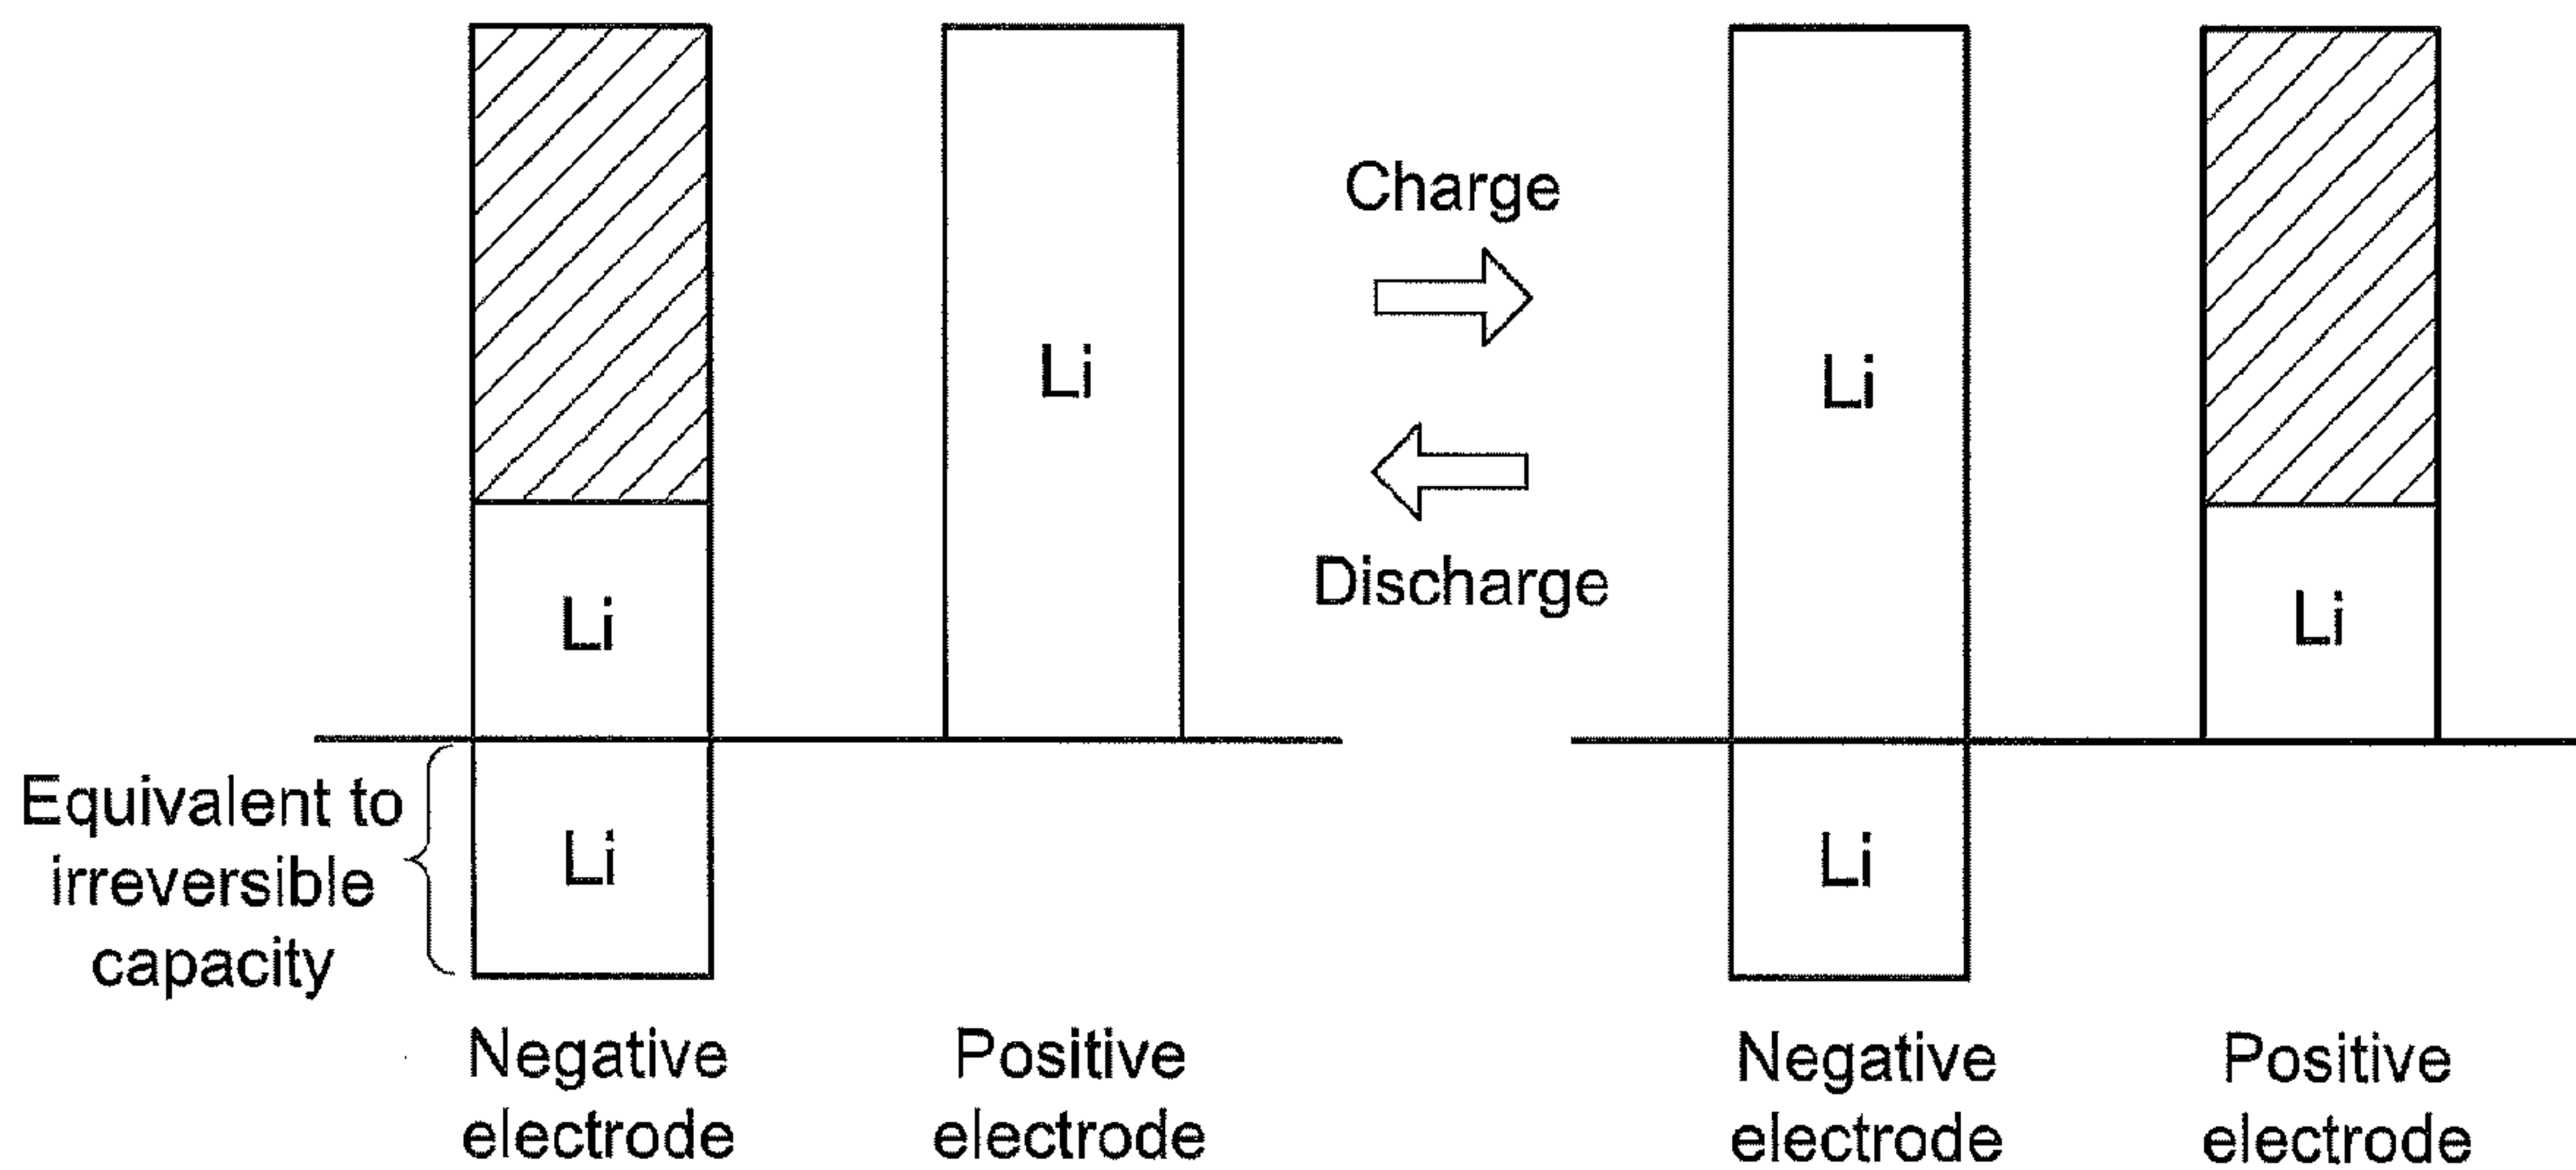 Charge
Li
Li
Discharge
Li
Li
Equivalent to
irreversible
capacity
Li
Li
Negative
electrode
Positive
electrode
Negative
electrode
Positive
electrode